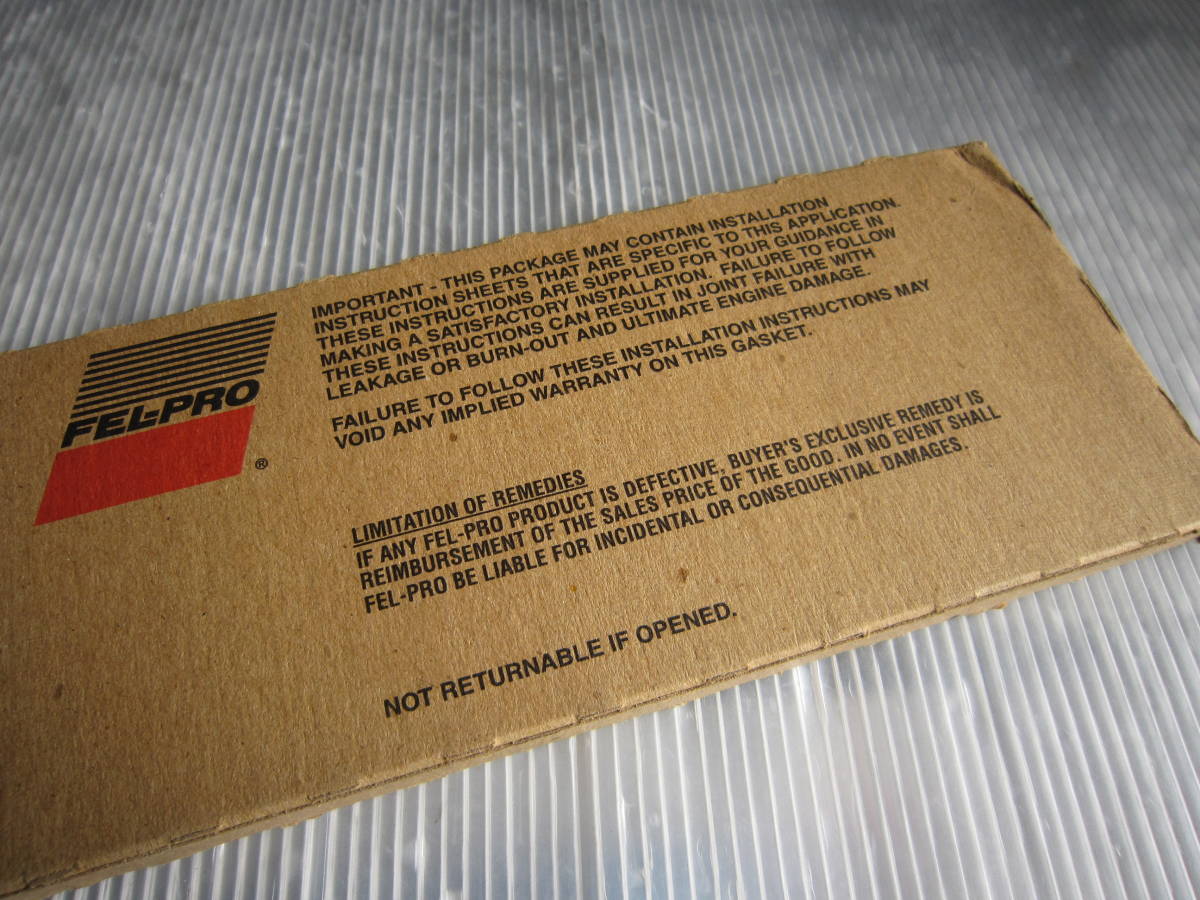 FEL-PRO
®
IMPORTANT - THIS PACKAGE MAY CONTAIN INSTALLATION
INSTRUCTION SHEETS THAT ARE SPECIFIC TO THIS APPLICATION.
THESE INSTRUCTIONS ARE SUPPLIED FOR YOUR GUIDANCE IN
MAKING A SATISFACTORY INSTALLATION. FAILURE TO FOLLOW
THESE INSTRUCTIONS CAN RESULT IN JOINT FAILURE WITH
LEAKAGE OR BURN-OUT AND ULTIMATE ENGINE DAMAGE.
FAILURE TO FOLLOW THESE INSTALLATION INSTRUCTIONS MAY
VOID ANY IMPLIED WARRANTY ON THIS GASKET.
LIMITATION OF REMEDIES
IF ANY FEL-PRO PRODUCT IS DEFECTIVE, BUYER'S EXCLUSIVE REMEDY IS
REIMBURSEMENT OF THE SALES PRICE OF THE GOOD. IN NO EVENT SHALL
FEL-PRO BE LIABLE FOR INCIDENTAL OR CONSEQUENTIAL DAMAGES.
NOT RETURNABLE IF OPENED.